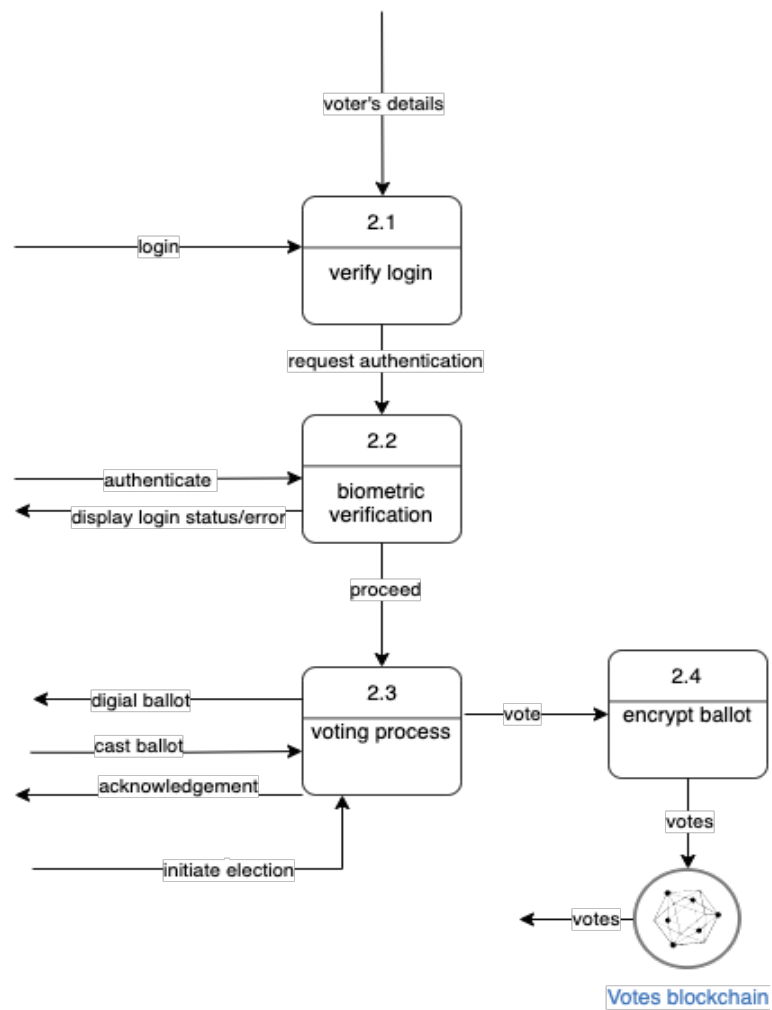 voter's details
2.1
login
verify login
request authentication
2.2
authenticate
biometric
verification
display login status/error
proceed
2.3
2.4
digial ballot
vote
encrypt ballot
voting process
cast ballot
acknowledgement
votes
initiate election
votes
Votes blockchain